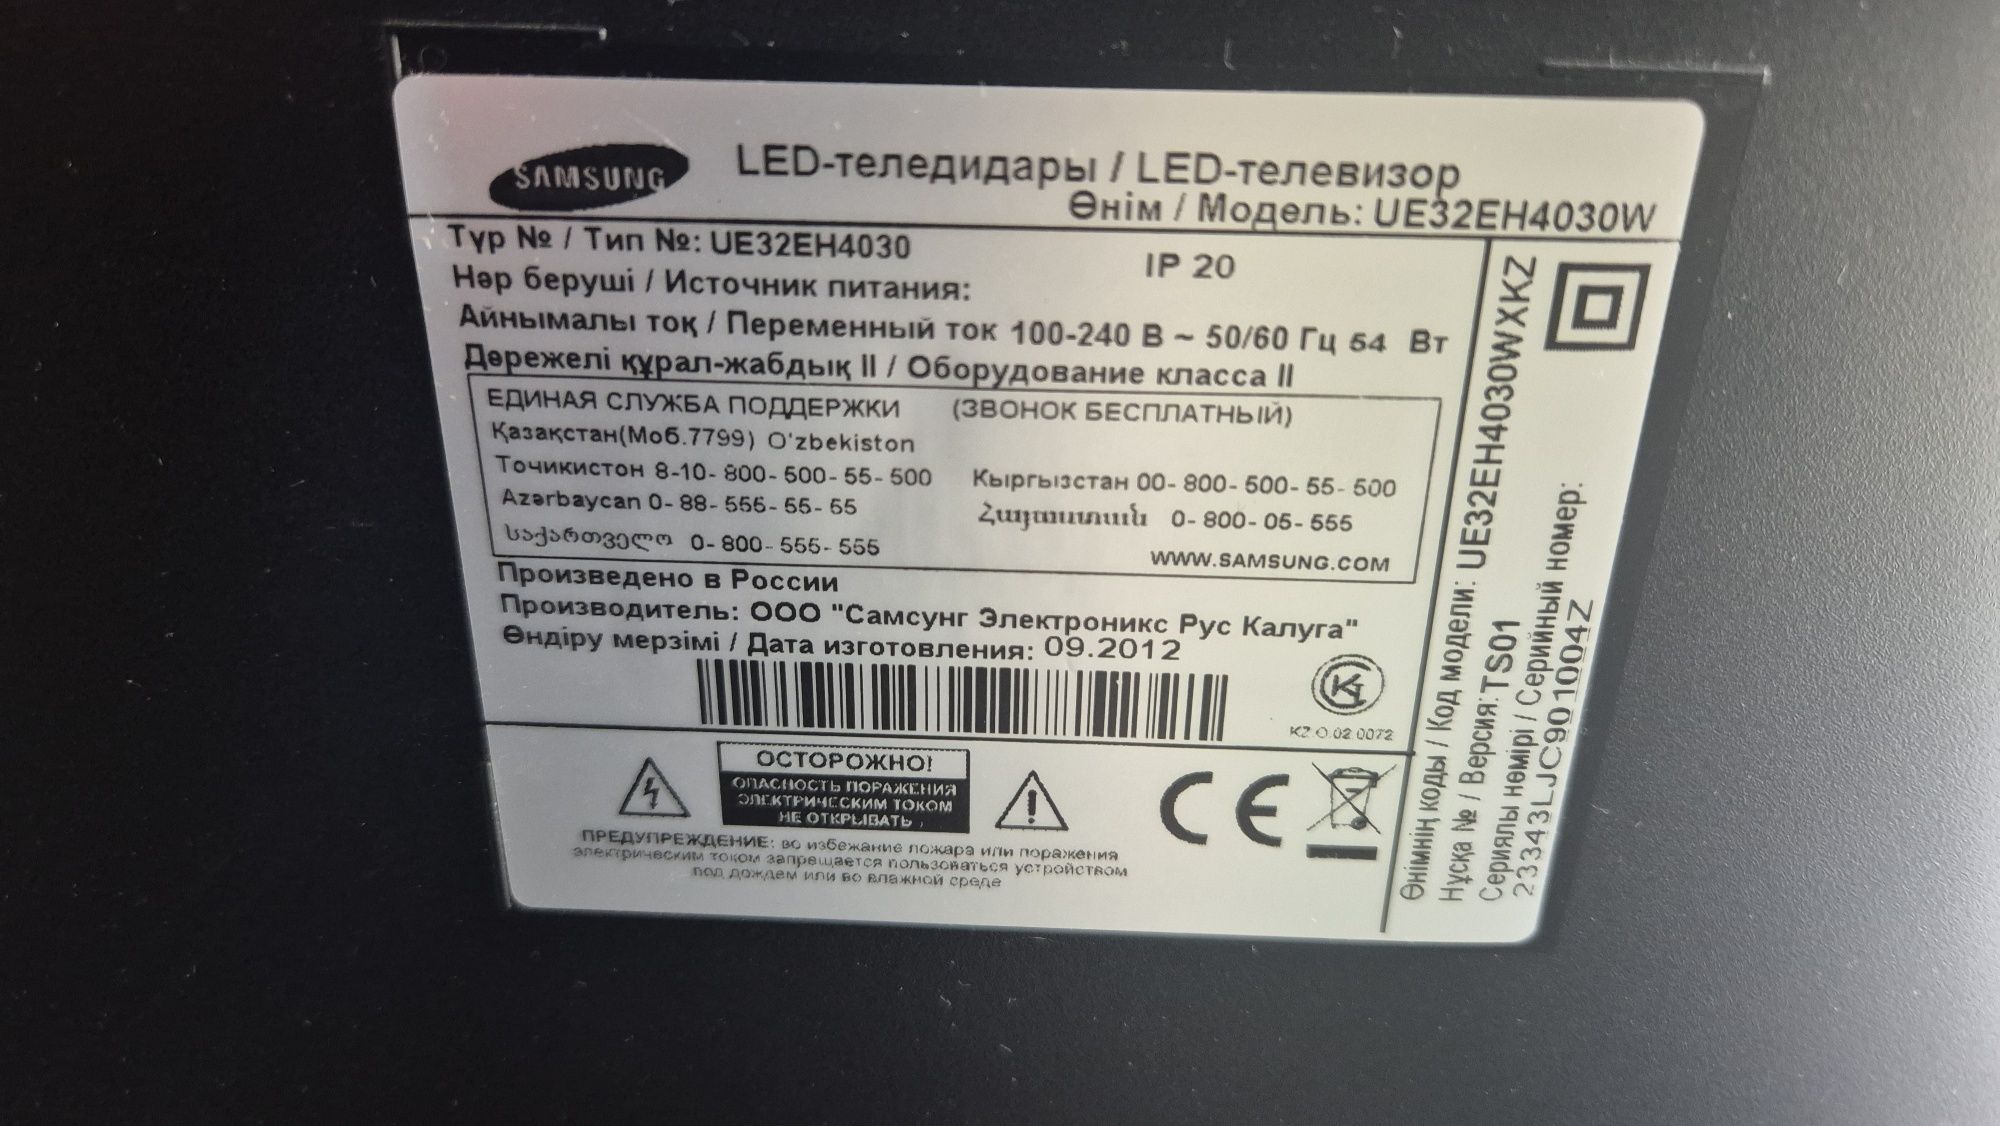 SAMSUNG
LED-теледидары / LED-телевизор
Өнім / Модель: UE32EH4030W
Түр № / Тип №: UE32EH4030
IP 20
Нәр беруші / Источник питания:
Айнымалы тоқ / Переменный ток 100-240 В ~ 50/60 Гц 54 Вт
Дәрежелі құрал-жабдық II / Оборудование класса II
ЕДИНАЯ СЛУЖБА ПОДДЕРЖКИ (ЗВОНОК БЕСПЛАТНЫЙ)
Қазақстан(Моб.7799) O'zbekiston
Точикистон 8-10- 800- 500- 55- 500 Кыргызстан 00- 800- 500- 55- 500
Azərbaycan 0- 88- 555- 55- 55 Հայաստան 0- 800- 05- 555
საქართველო 0- 800- 555- 555
WWW.SAMSUNG.COM
Произведено в России
Производитель: ООО "Самсунг Электроникс Рус Калуга"
Өндіру мерзімі / Дата изготовления: 09.2012
KZ O.02.0072
ОСТОРОЖНО!
ОПАСНОСТЬ ПОРАЖЕНИЯ
ЭЛЕКТРИЧЕСКИМ ТОКОМ
НЕ ОТКРЫВАТЬ
ПРЕДУПРЕЖДЕНИЕ: во избежание пожара или поражения
электрическим током запрещается пользоваться устройством
под дождем или во влажной среде
CE
Өнімнің коды / Код модели: UE32EH4030WXKZ
Нұсқа № / Версия: TS01
Сериялы нөмірі / Серийный номер:
23343LJC901004Z